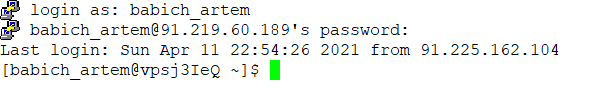 login as: babich_artem
babich_artem@91.219.60.189's password:
Last login: Sun Apr 11 22:54:26 2021 from 91.225.162.104
[babich_artem@vpsj3IeQ ~]$